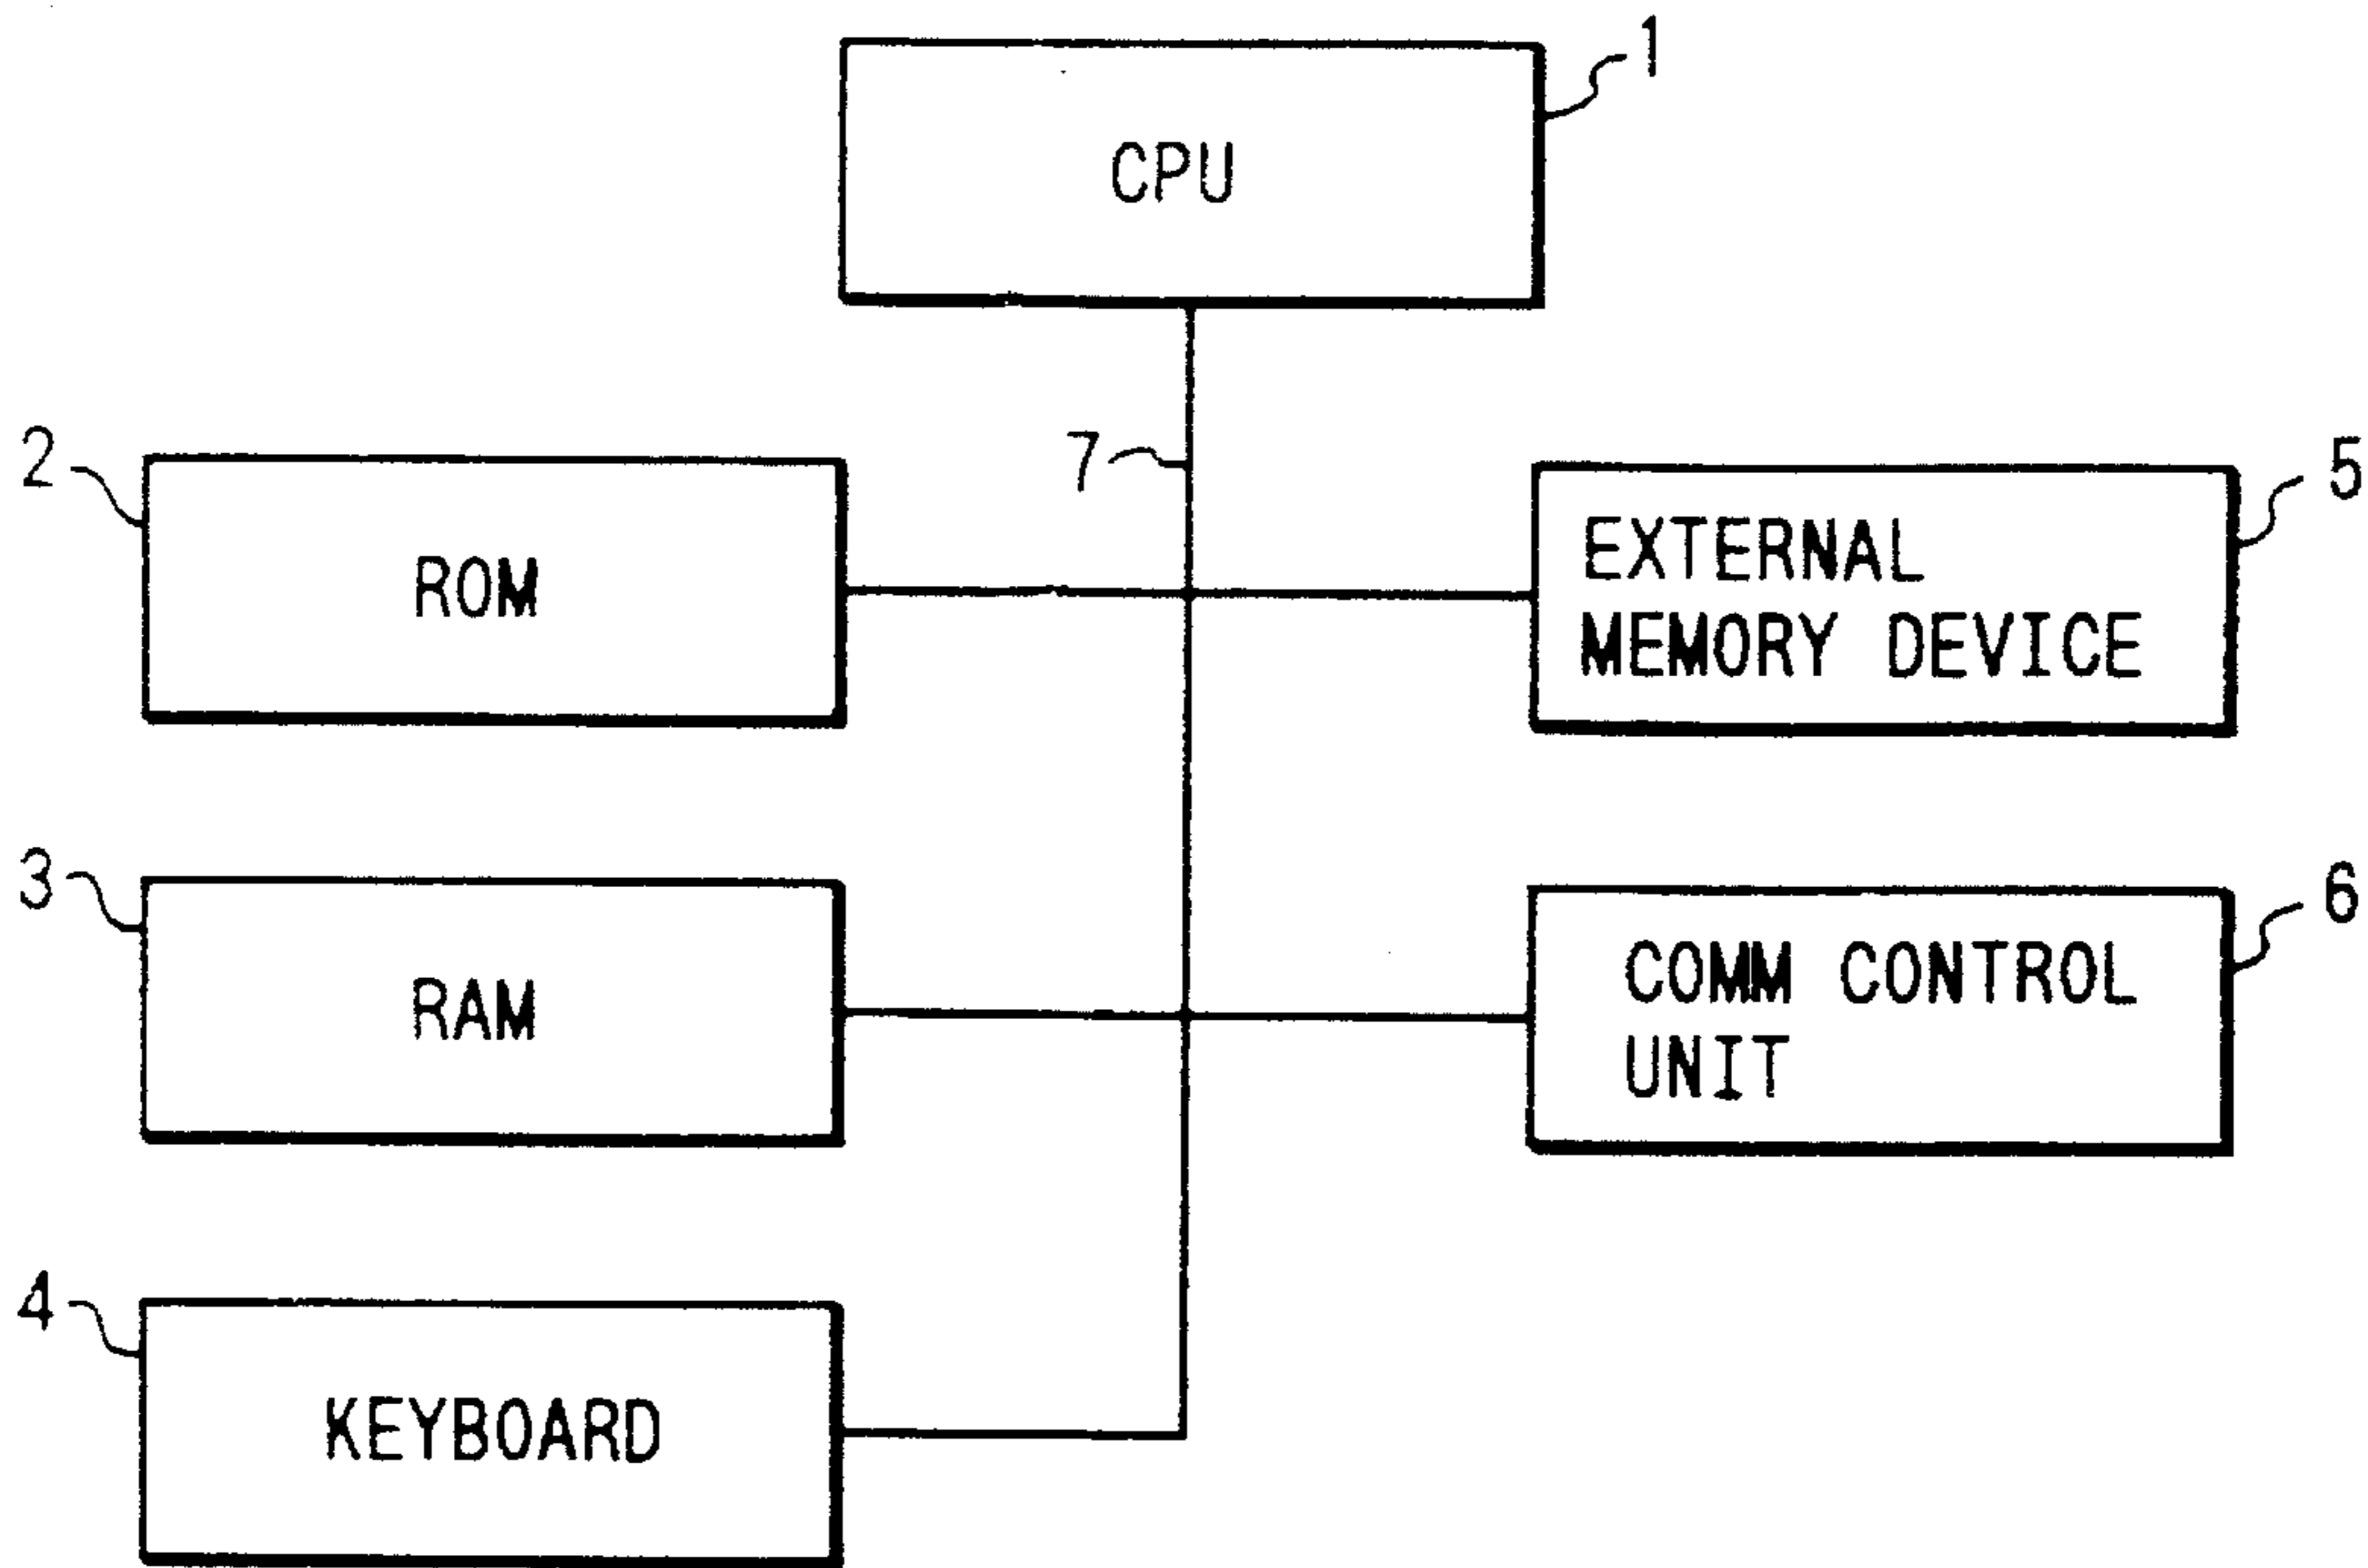 1
CPU
2
7
5
ROM
EXTERNAL
MEMORY DEVICE
3
6
RAM
COMM CONTROL
UNIT
4
KEYBOARD